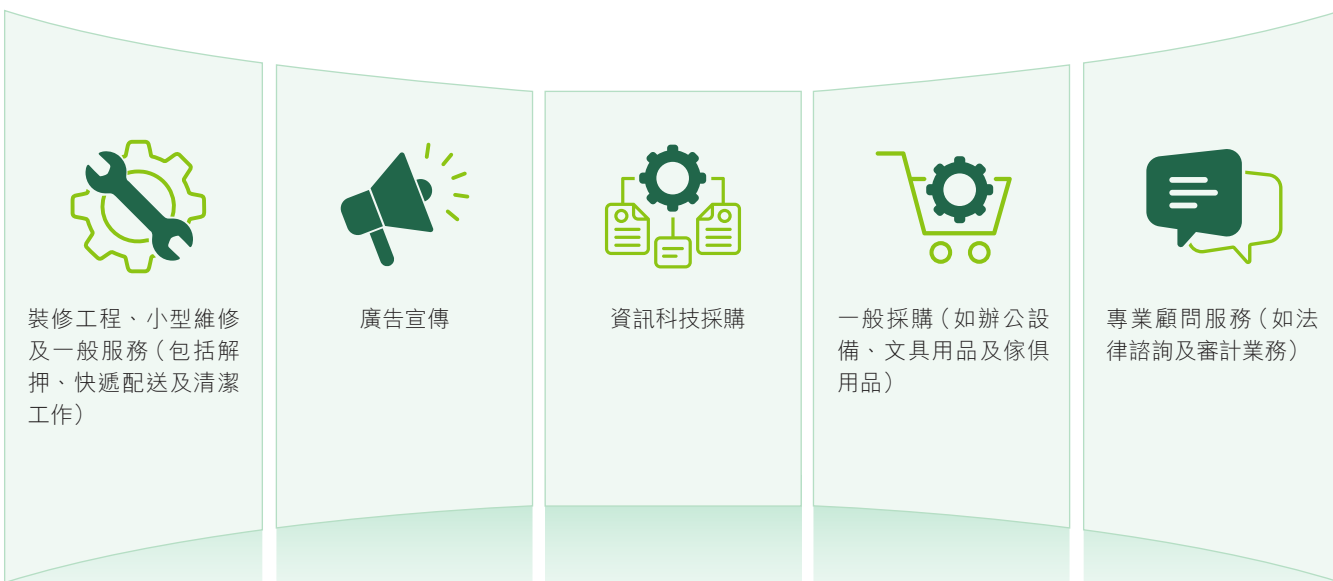 裝修工程、小型維修
及一般服務（包括解
押、快遞配送及清潔
工作）
廣告宣傳
資訊科技採購
一般採購（如辦公設
備、文具用品及傢俱
用品）
專業顧問服務（如法
律諮詢及審計業務）